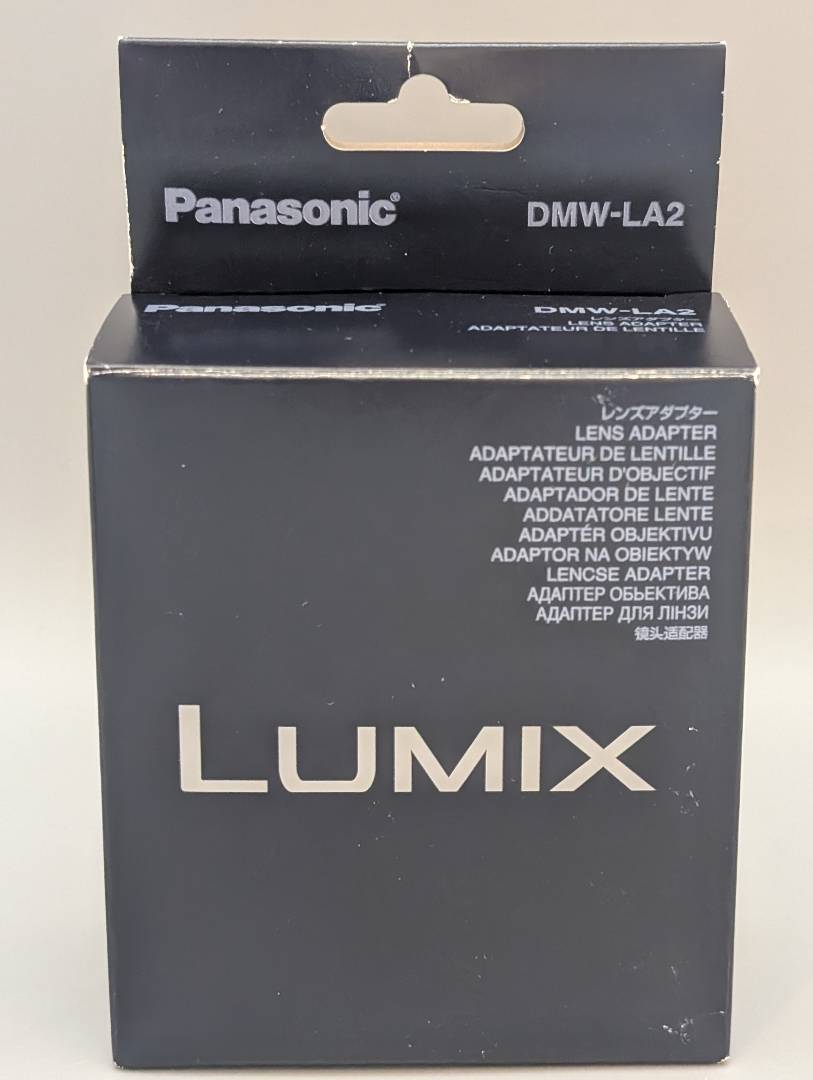 Panasonic® DMW-LA2
Panasonic DMW-LA2
レンズアダプター
LENS ADAPTER
ADAPTATEUR DE LENTILLE
レンズアダプター
LENS ADAPTER
ADAPTATEUR DE LENTILLE
ADAPTATEUR D'OBJECTIF
ADAPTADOR DE LENTE
ADDATATORE LENTE
ADAPTÉR OBJEKTIVU
ADAPTOR NA OBIEKTYW
LENCSE ADAPTER
АДАПТЕР ОБЬЕКТИВА
АДАПТЕР ДЛЯ ЛІНЗИ
镜头适配器
LUMIX